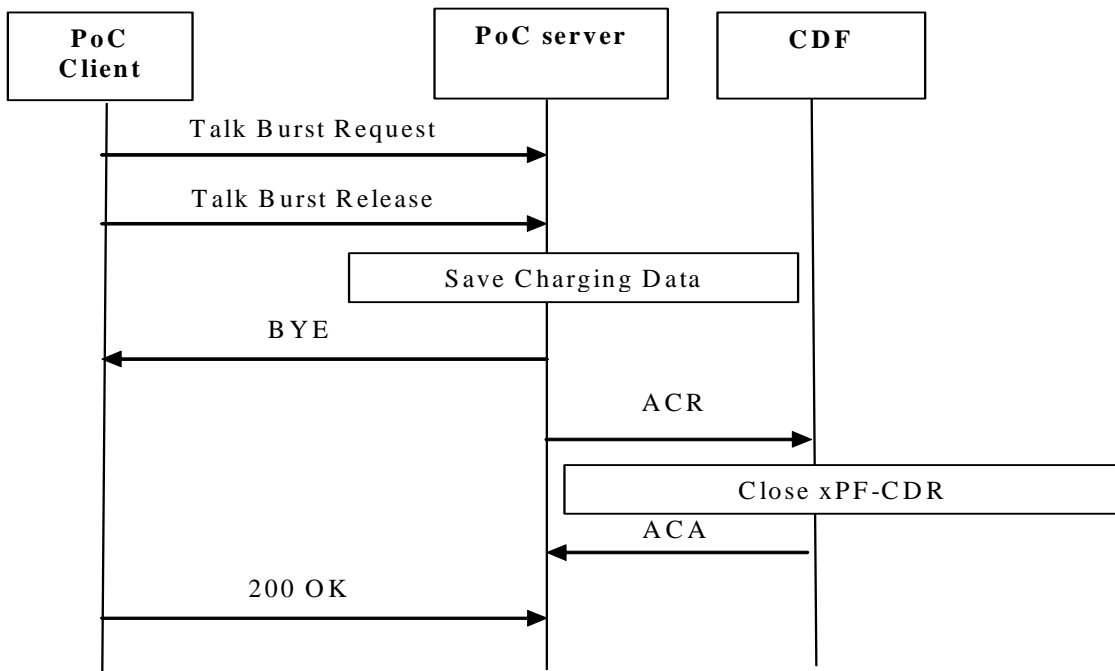 PoC
Client
PoC server
CDF
Talk Burst Request
Talk Burst Release
Save Charging Data
BYE
ACR
Close xPF-CDR
ACA
200 OK